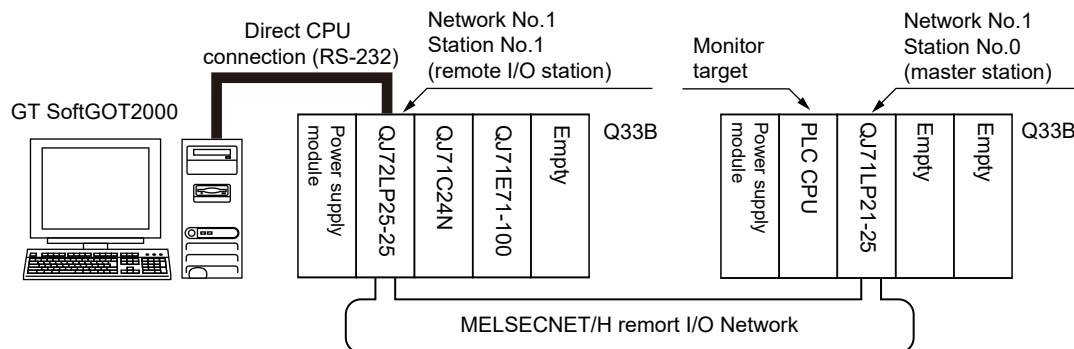 Direct CPU
connection (RS-232)
Network No.1
Station No.1
(remote I/O station)
Monitor
target
Network No.1
Station No.0
(master station)
GT SoftGOT2000
Power supply
module
QJ72LP25-25
QJ71C24N
QJ71E71-100
Empty
Q33B
Power supply
module
PLC CPU
QJ71LP21-25
Empty
Empty
Q33B
MELSECNET/H remort I/O Network